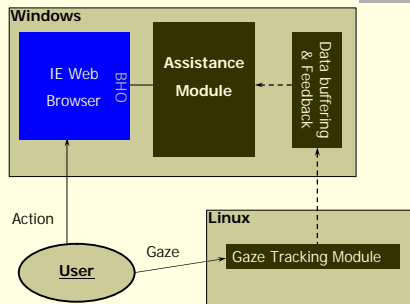 Windows
IE Web
Browser
BHO
Assistance
Module
Data buffering
& Feedback
Action
Gaze
User
Linux
Gaze Tracking Module